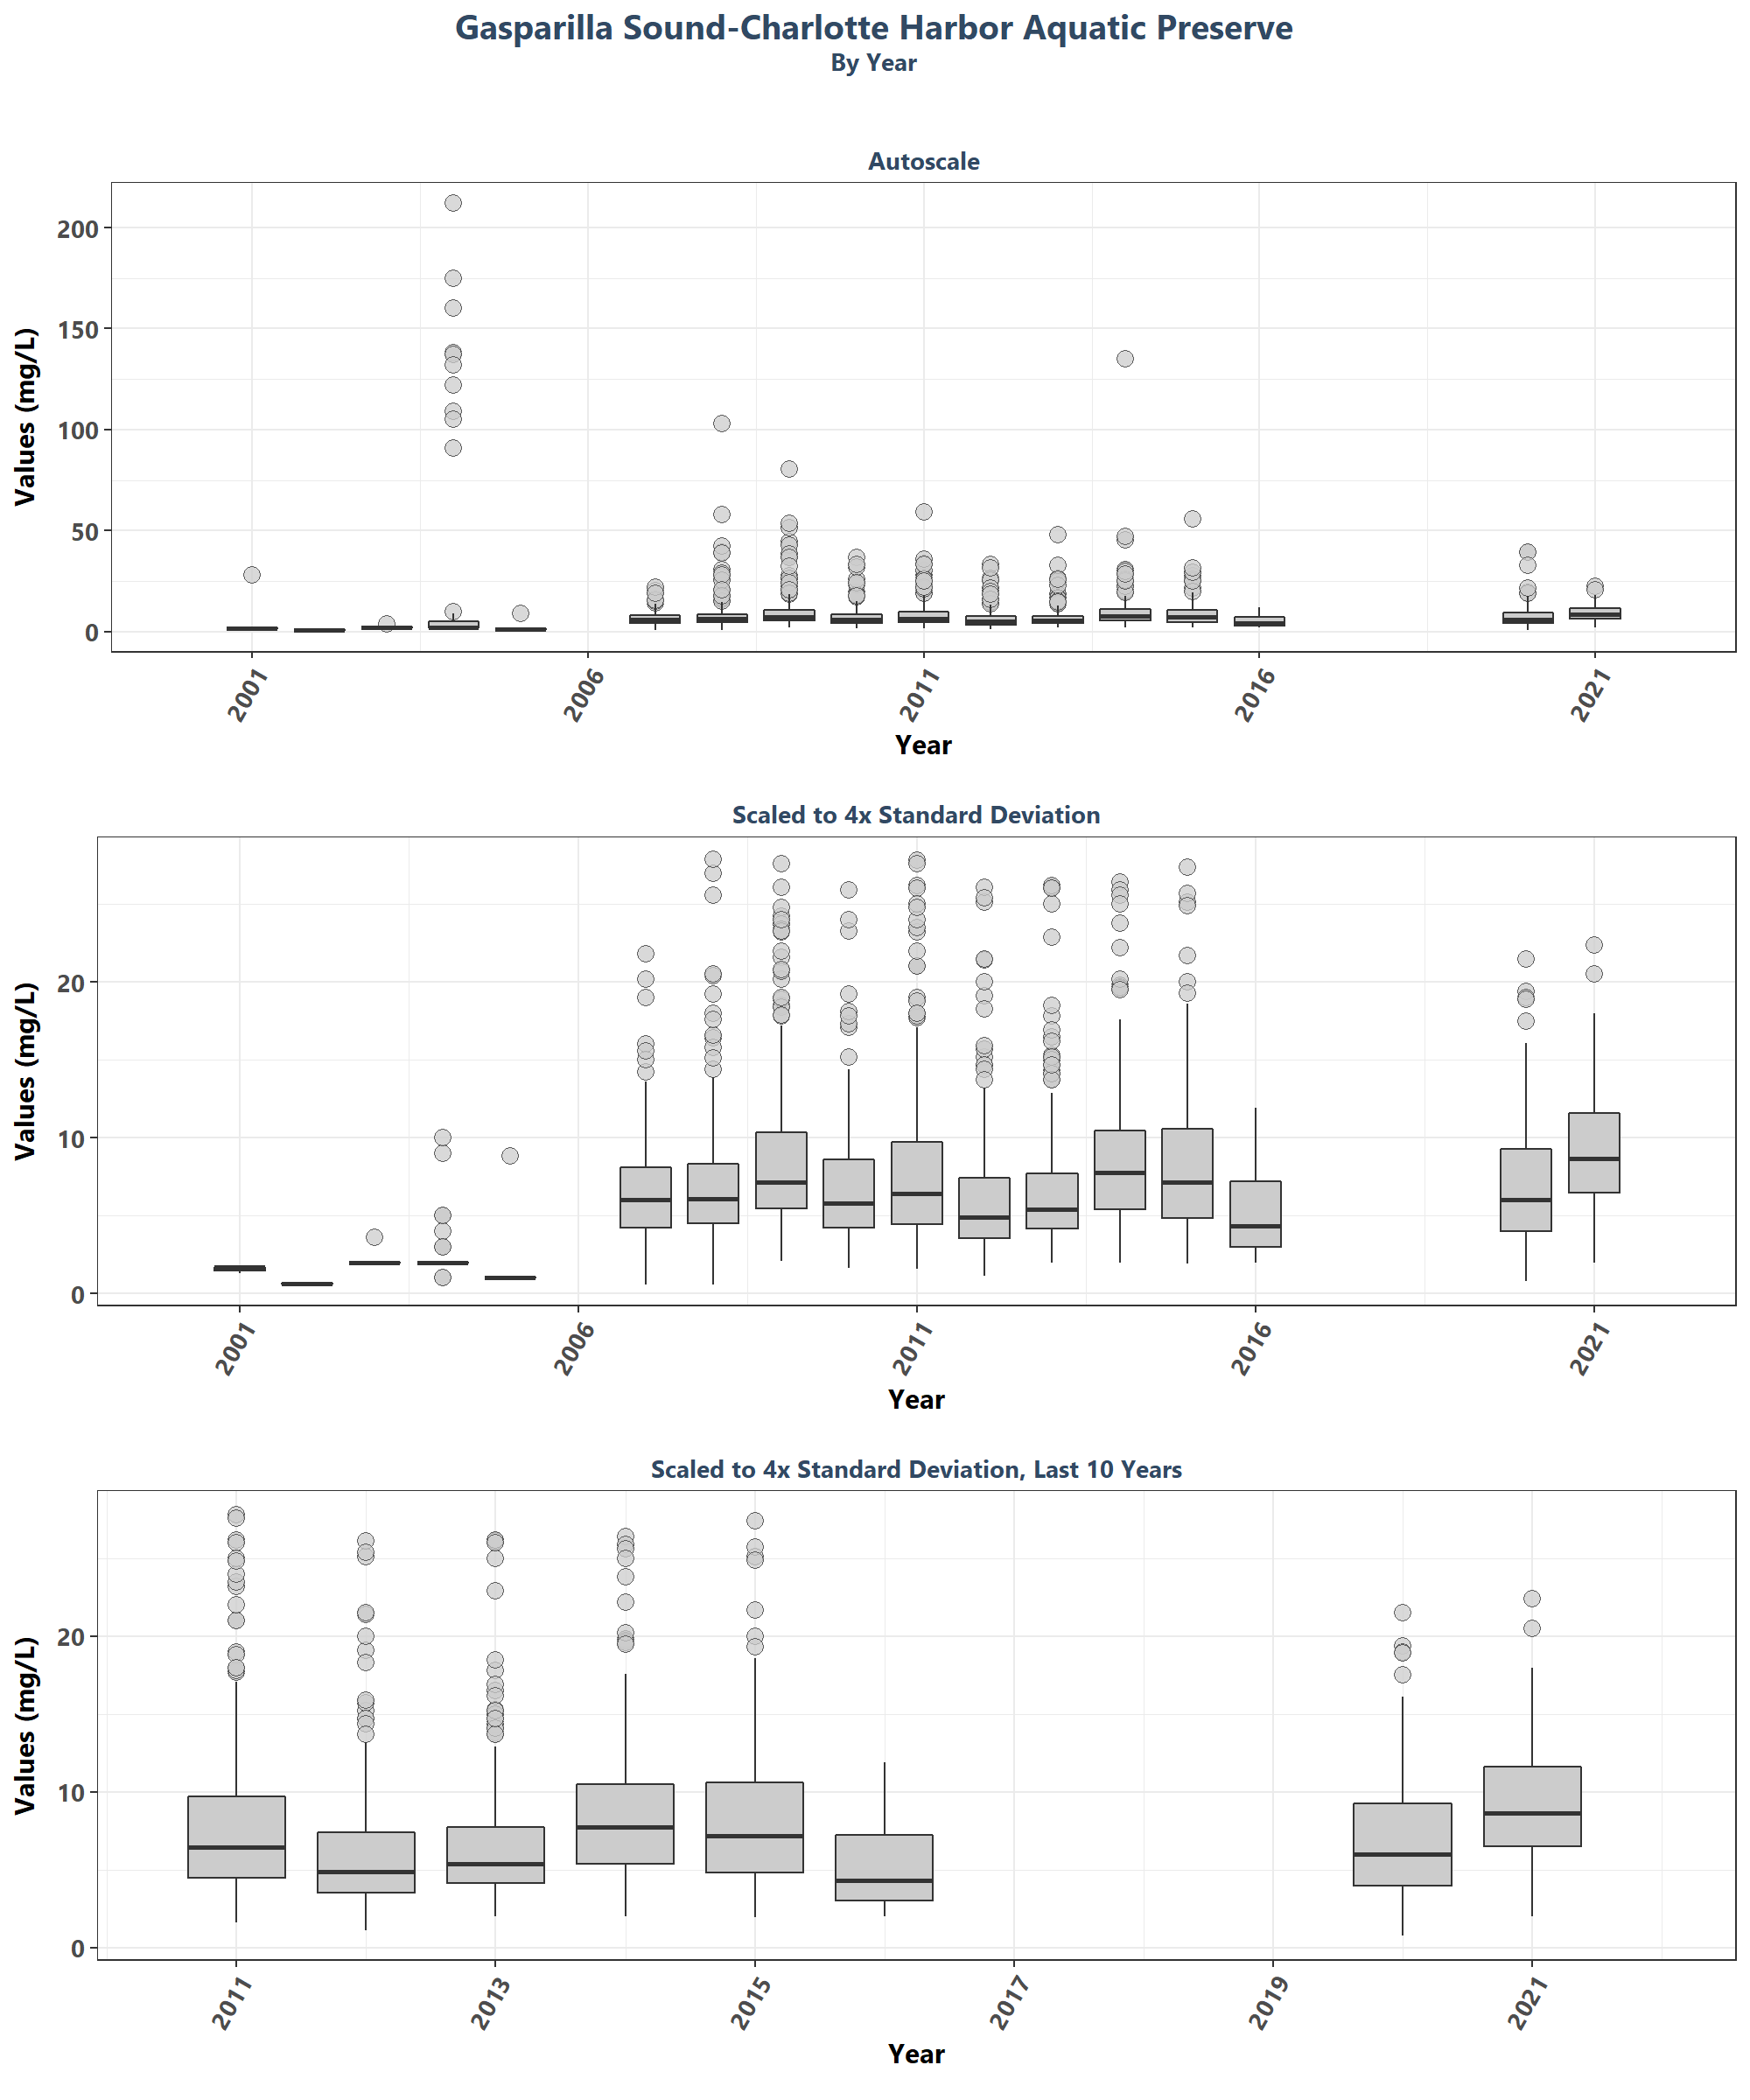 Gasparilla Sound-Charlotte Harbor Aquatic Preserve
By Year
Autoscale
Values (mg/L)
200
150
100
50
0
2001
2006
2011
2016
2021
Year
Scaled to 4x Standard Deviation
Values (mg/L)
20
10
0
2001
2006
2011
2016
2021
Year
Scaled to 4x Standard Deviation, Last 10 Years
Values (mg/L)
20
10
0
2011
2013
2015
2017
2019
2021
Year